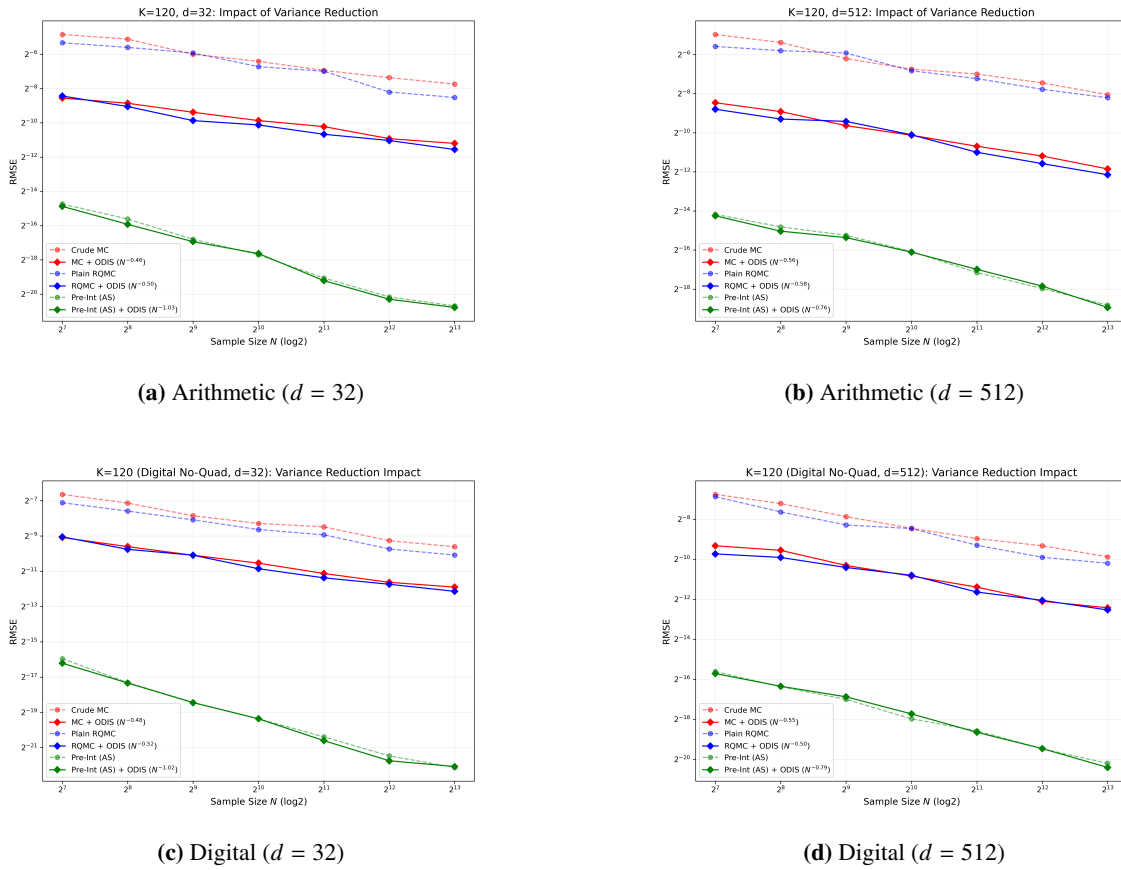 K=120, d=32: Impact of Variance Reduction
RMSE
2^{-6}
2^{-8}
2^{-10}
2^{-12}
2^{-14}
2^{-16}
2^{-18}
2^{-20}
Crude MC
MC + ODIS (N^{-0.46})
Plain RQMC
RQMC + ODIS (N^{-0.50})
Pre-Int (AS)
Pre-Int (AS) + ODIS (N^{-1.03})
2^7 2^8 2^9 2^{10} 2^{11} 2^{12} 2^{13}
Sample Size N (log2)
(a) Arithmetic (d = 32)
K=120, d=512: Impact of Variance Reduction
RMSE
2^{-6}
2^{-8}
2^{-10}
2^{-12}
2^{-14}
2^{-16}
2^{-18}
Crude MC
MC + ODIS (N^{-0.56})
Plain RQMC
RQMC + ODIS (N^{-0.58})
Pre-Int (AS)
Pre-Int (AS) + ODIS (N^{-0.76})
2^7 2^8 2^9 2^{10} 2^{11} 2^{12} 2^{13}
Sample Size N (log2)
(b) Arithmetic (d = 512)
K=120 (Digital No-Quad, d=32): Variance Reduction Impact
RMSE
2^{-7}
2^{-9}
2^{-11}
2^{-13}
2^{-15}
2^{-17}
2^{-19}
2^{-21}
Crude MC
MC + ODIS (N^{-0.48})
Plain RQMC
RQMC + ODIS (N^{-0.52})
Pre-Int (AS)
Pre-Int (AS) + ODIS (N^{-1.02})
2^7 2^8 2^9 2^{10} 2^{11} 2^{12} 2^{13}
Sample Size N (log2)
(c) Digital (d = 32)
K=120 (Digital No-Quad, d=512): Variance Reduction Impact
RMSE
2^{-8}
2^{-10}
2^{-12}
2^{-14}
2^{-16}
2^{-18}
2^{-20}
Crude MC
MC + ODIS (N^{-0.55})
Plain RQMC
RQMC + ODIS (N^{-0.50})
Pre-Int (AS)
Pre-Int (AS) + ODIS (N^{-0.79})
2^7 2^8 2^9 2^{10} 2^{11} 2^{12} 2^{13}
Sample Size N (log2)
(d) Digital (d = 512)